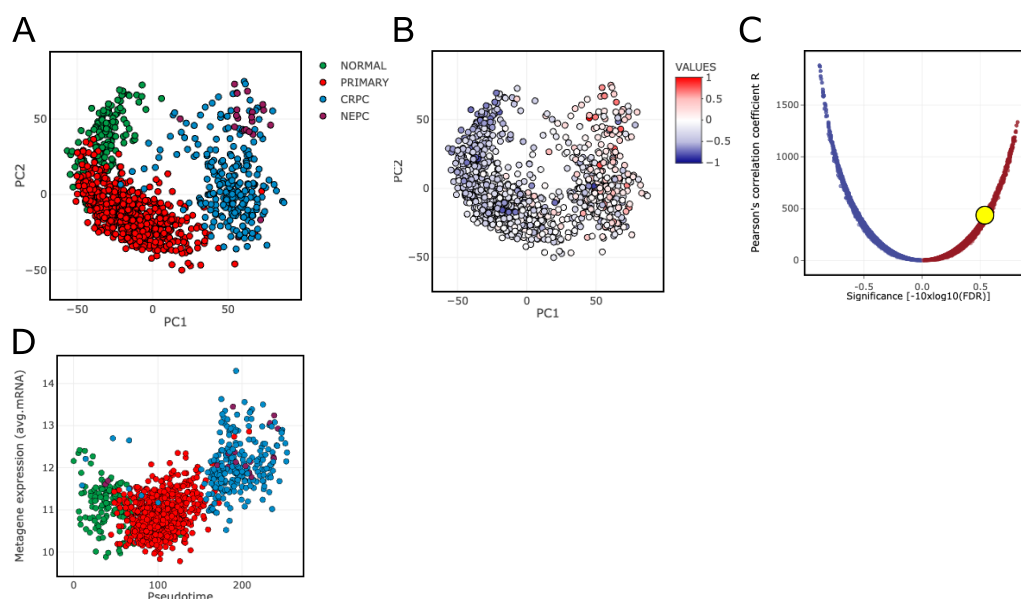 A
NORMAL
PRIMARY
CRPC
NEPC
50
0
−50
PC2
−50
0
50
PC1
B
VALUES
1
0.5
0
−0.5
−1
50
0
−50
PC2
−50
0
50
PC1
C
Pearson's correlation coefficient R
1500
1000
500
0
−0.5
0.0
0.5
Significance [-10xlog10(FDR)]
D
Metagene expression (avg.mRNA)
14
13
12
11
10
0
100
200
Pseudotime